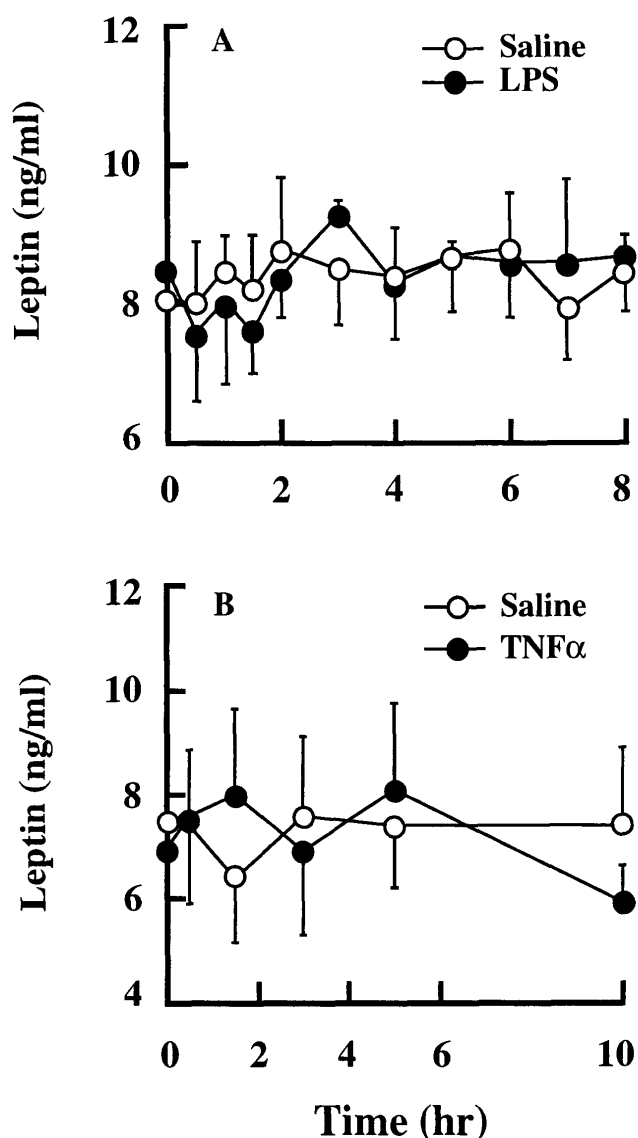 12
A
Saline
LPS
10
Leptin (ng/ml)
8
6
0 2 4 6 8
12
B
Saline
TNFα
10
Leptin (ng/ml)
8
6
4
0 2 4 6 10
Time (hr)